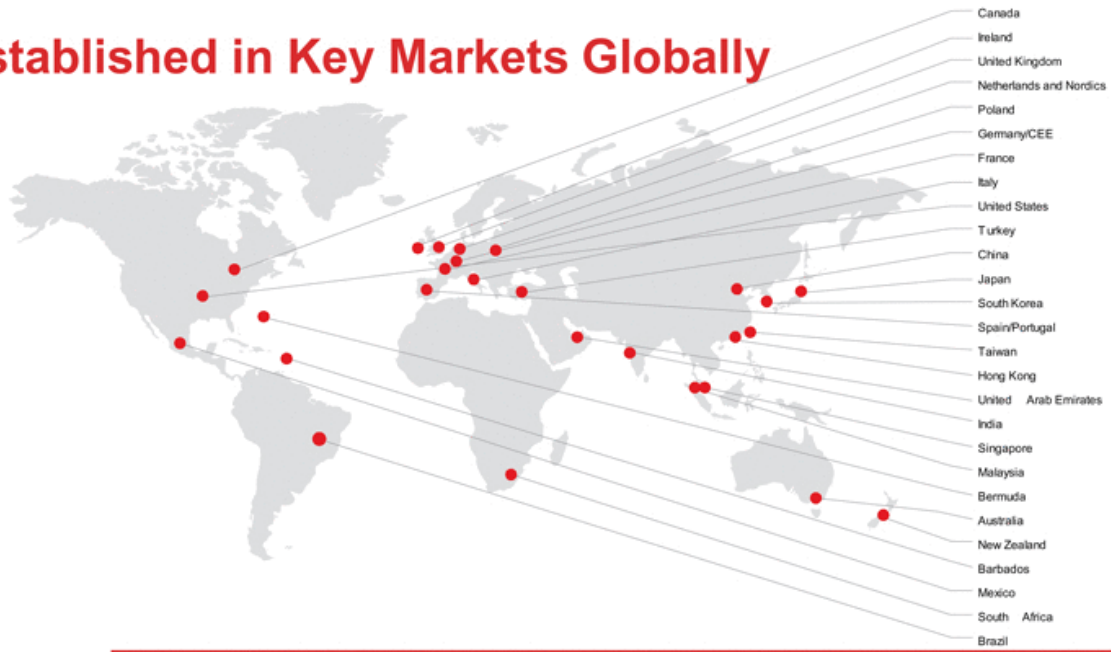 stablished in Key Markets Globally
Canada
Ireland
United Kingdom
Netherlands and Nordics
Poland
Germany/CEE
France
Italy
United States
Turkey
China
Japan
South Korea
Spain/Portugal
Taiwan
Hong Kong
United Arab Emirates
India
Singapore
Malaysia
Bermuda
Australia
New Zealand
Barbados
Mexico
South Africa
Brazil